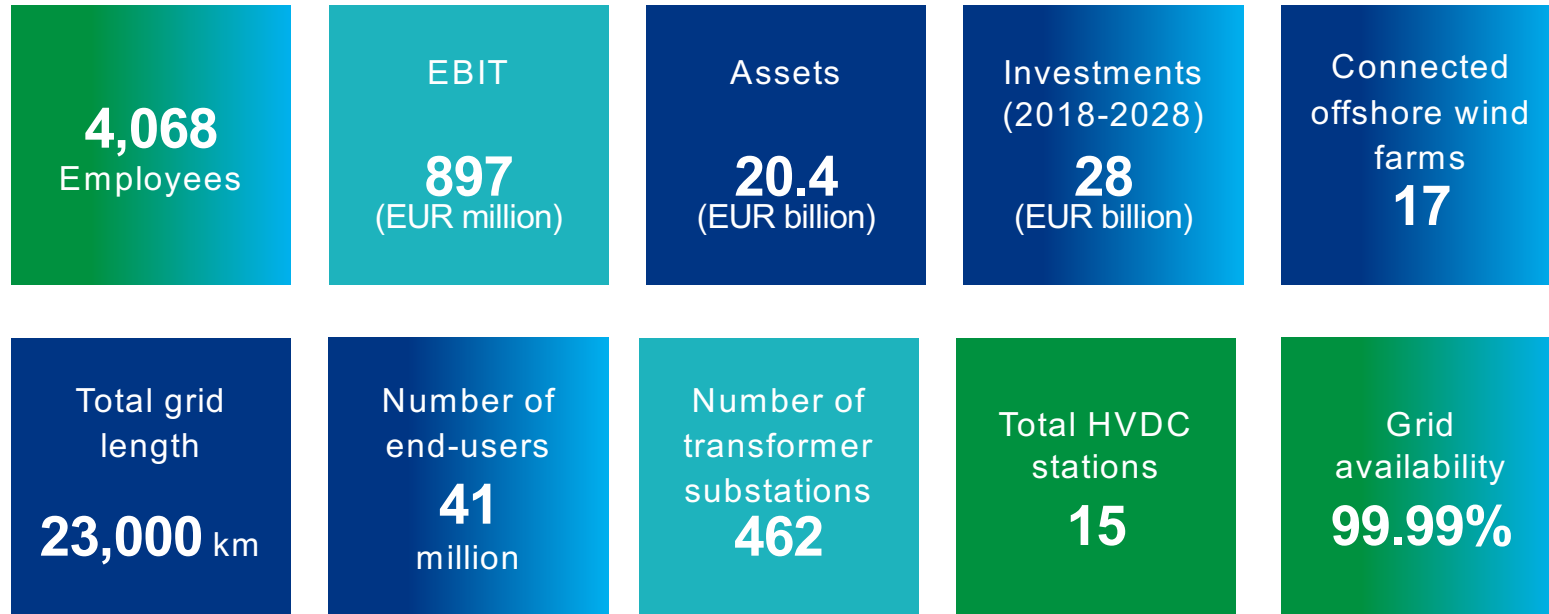 4,068
Employees
EBIT
897
(EUR million)
Assets
20.4
(EUR billion)
Investments
(2018-2028)
28
(EUR billion)
Connected
offshore wind
farms
17
Total grid
length
23,000 km
Number of
end-users
41
million
Number of
transformer
substations
462
Total HVDC
stations
15
Grid
availability
99.99%